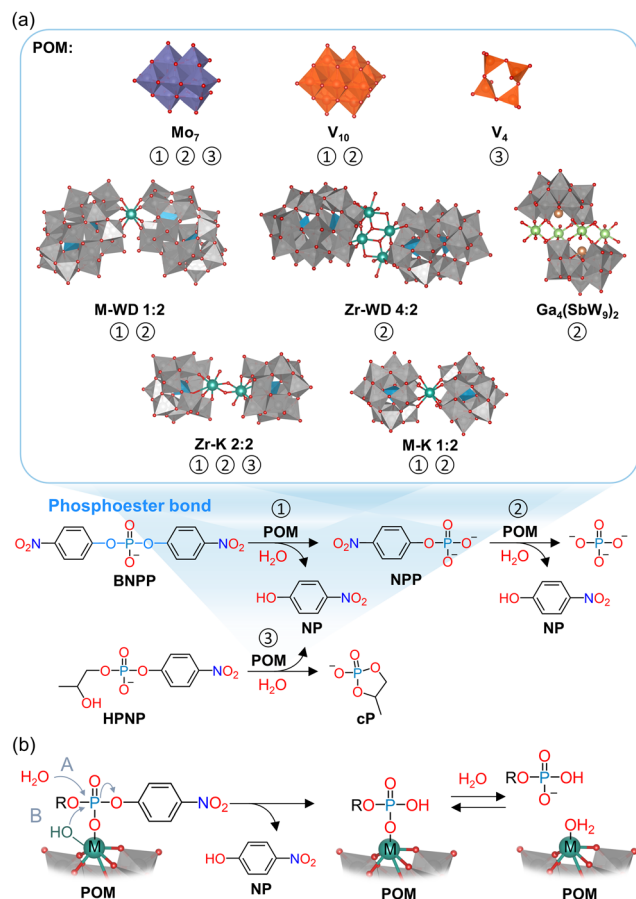 (a)
POM:
Mo₇ V₁₀ V₄
① ② ③ ① ② ③
M-WD 1:2 Zr-WD 4:2 Ga₄(SbW₉)₂
① ② ② ②
Zr-K 2:2 M-K 1:2
① ② ③ ① ②
Phosphoester bond
① ②
NO₂ O O P O⁻ O NO₂ POM H₂O NO₂ O O P O⁻ O⁻ POM H₂O ⁻O O P O⁻ O⁻
BNPP NPP
HO NO₂ HO NO₂
NP NP
③
O O P O⁻ O NO₂ OH POM H₂O ⁻O O P O O
HPNP cP
(b)
H₂O A O RO P O NO₂ O B HO M
HO NO₂
O RO P OH O M
H₂O
O RO P OH O⁻
OH₂ M
POM NP POM POM